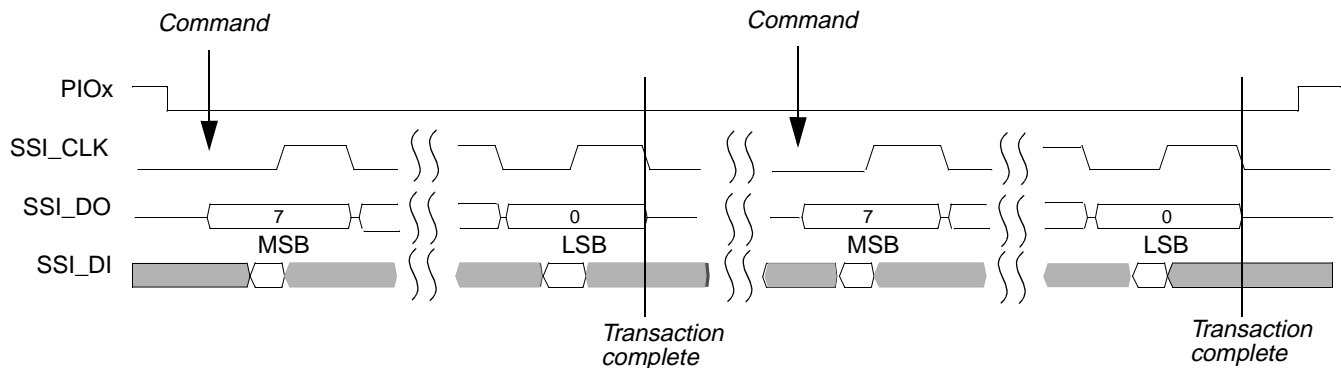 Command Command
PIOx
SSI_CLK
SSI_DO 7 0 7 0
MSB LSB MSB LSB
SSI_DI
Transaction Transaction
complete complete